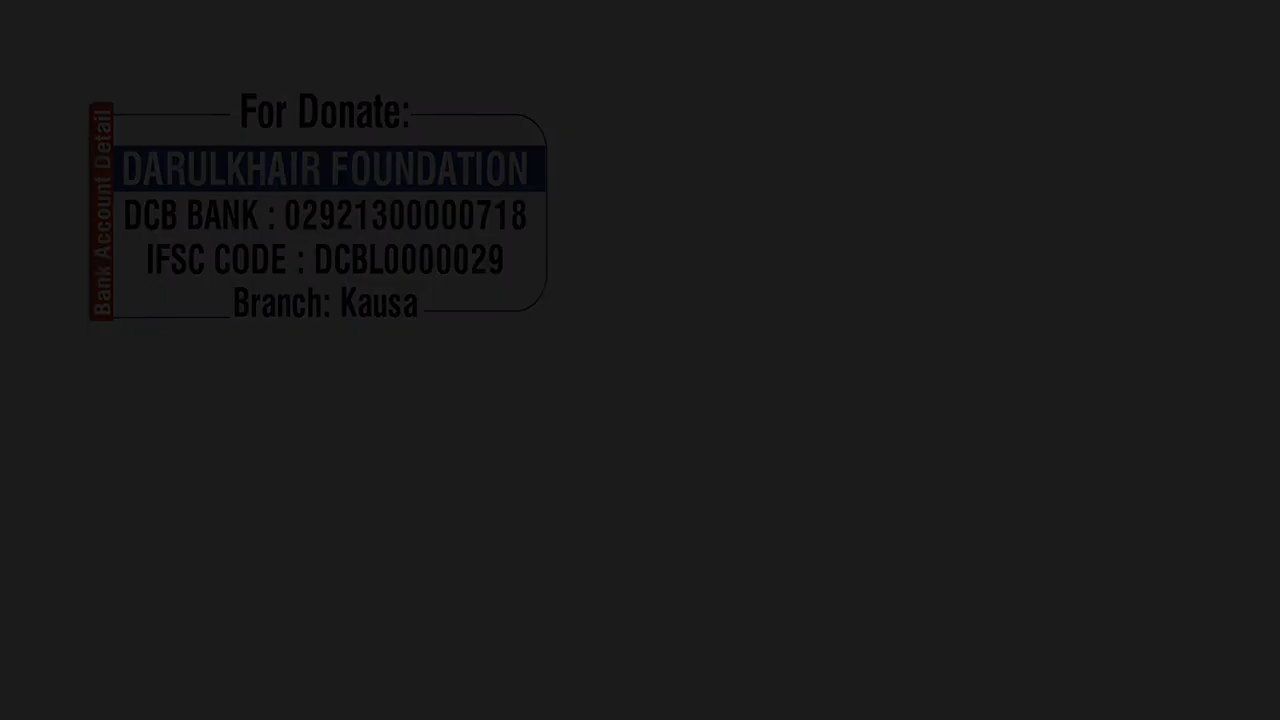 For Donate:
Bank Account Detail
DARULKHAIR FOUNDATION
DCB BANK : 02921300000718
IFSC CODE : DCBL0000029
Branch: Kausa